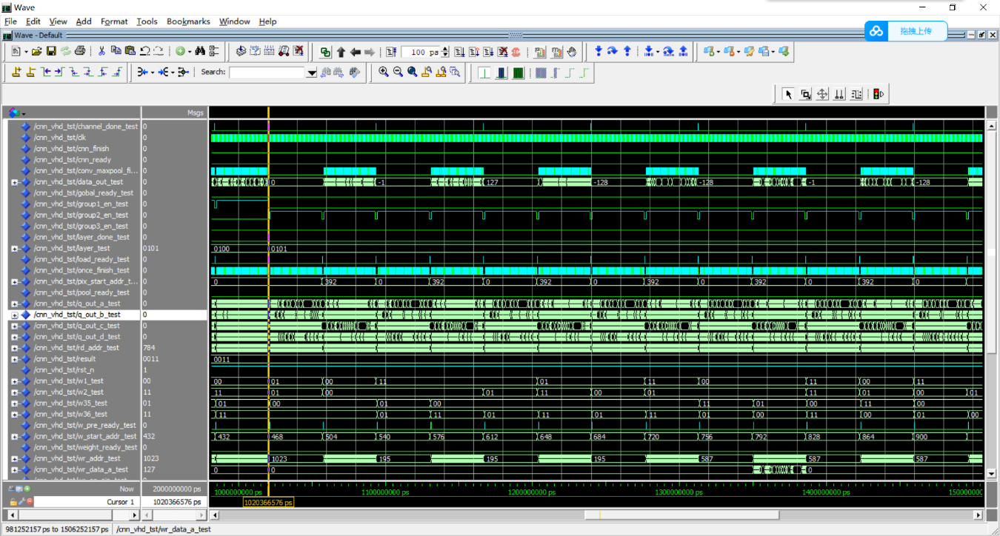 Wave
File Edit View Add Format Tools Bookmarks Window Help
Wave - Default
拖拽上传
100 ps
Search:
Msgs
/cnn_vhd_tst/channel_done_test 0
/cnn_vhd_tst/clk 0
/cnn_vhd_tst/cnn_finish 0
/cnn_vhd_tst/cnn_ready 0
/cnn_vhd_tst/conv_maxpool_fi... 0
/cnn_vhd_tst/data_out_test 0 0 -1 127 -128 -128 -1 -128
/cnn_vhd_tst/gobal_ready_test 0
/cnn_vhd_tst/group1_en_test 0
/cnn_vhd_tst/group2_en_test 0
/cnn_vhd_tst/group3_en_test 0
/cnn_vhd_tst/layer_done_test 0
/cnn_vhd_tst/layer_test 0101 0100 0101
/cnn_vhd_tst/load_ready_test 0
/cnn_vhd_tst/once_finish_test 0
/cnn_vhd_tst/pix_start_addr_t... 0 0 392 0 392 0 392 0 392 0 392 0 392 0
/cnn_vhd_tst/pool_ready_test 0
/cnn_vhd_tst/q_out_a_test 0
/cnn_vhd_tst/q_out_b_test 0
/cnn_vhd_tst/q_out_c_test 0
/cnn_vhd_tst/q_out_d_test 0
/cnn_vhd_tst/rd_addr_test 784
/cnn_vhd_tst/result 0011 0011
/cnn_vhd_tst/rst_n 1
/cnn_vhd_tst/w1_test 00 00 01 00 11 01 11 00 11 00 11
/cnn_vhd_tst/w2_test 11 11 01 00 01 11 00 01 11 01 00 01
/cnn_vhd_tst/w35_test 01 01 00 01 00 11 01 00 11 00
/cnn_vhd_tst/w36_test 11 11 01 11 01 11 01 11 01 00 11 00 01 00
/cnn_vhd_tst/w_pre_ready_test 0
/cnn_vhd_tst/w_start_addr_test 432 432 468 504 540 576 612 648 684 720 756 792 828 864 900
/cnn_vhd_tst/weight_ready_test 0
/cnn_vhd_tst/wr_addr_test 1023 1023 195 195 195 587 587 587
/cnn_vhd_tst/wr_data_a_test 127 0 0 0
Now 2000000000 ps 1000000000 ps 1100000000 ps 1200000000 ps 1300000000 ps 1400000000 ps 150000000
Cursor 1 1020366576 ps 1020366576 ps
981252157 ps to 1506252157 ps /cnn_vhd_tst/wr_data_a_test